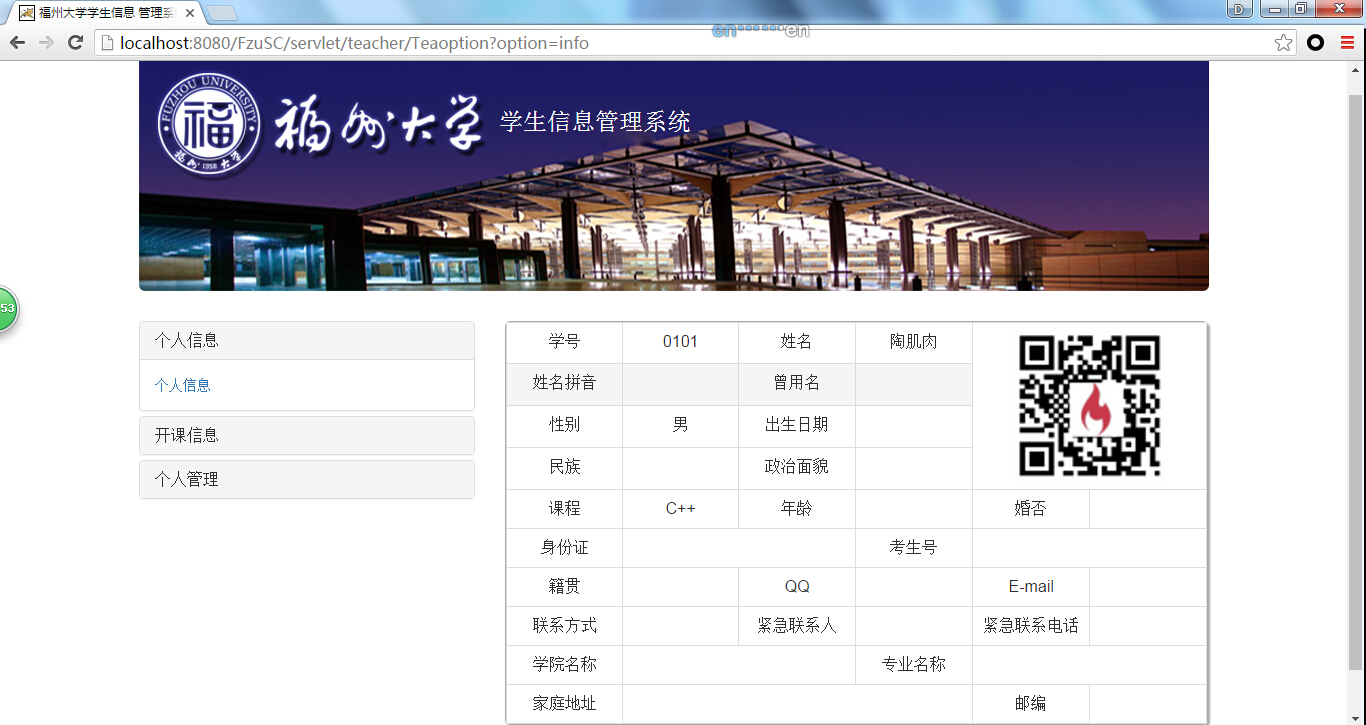 福州大学学生信息 管理系
D
en·······en
localhost:8080/FzuSC/servlet/teacher/Teaoption?option=info
FUZHOU UNIVERSITY
福
福州 1958 大学
福州大学 学生信息管理系统
53
个人信息
个人信息
开课信息
个人管理
学号 0101 姓名 陶肌肉
姓名拼音 曾用名
性别 男 出生日期
民族 政治面貌
课程 C++ 年龄 婚否
身份证 考生号
籍贯 QQ E-mail
联系方式 紧急联系人 紧急联系电话
学院名称 专业名称
家庭地址 邮编